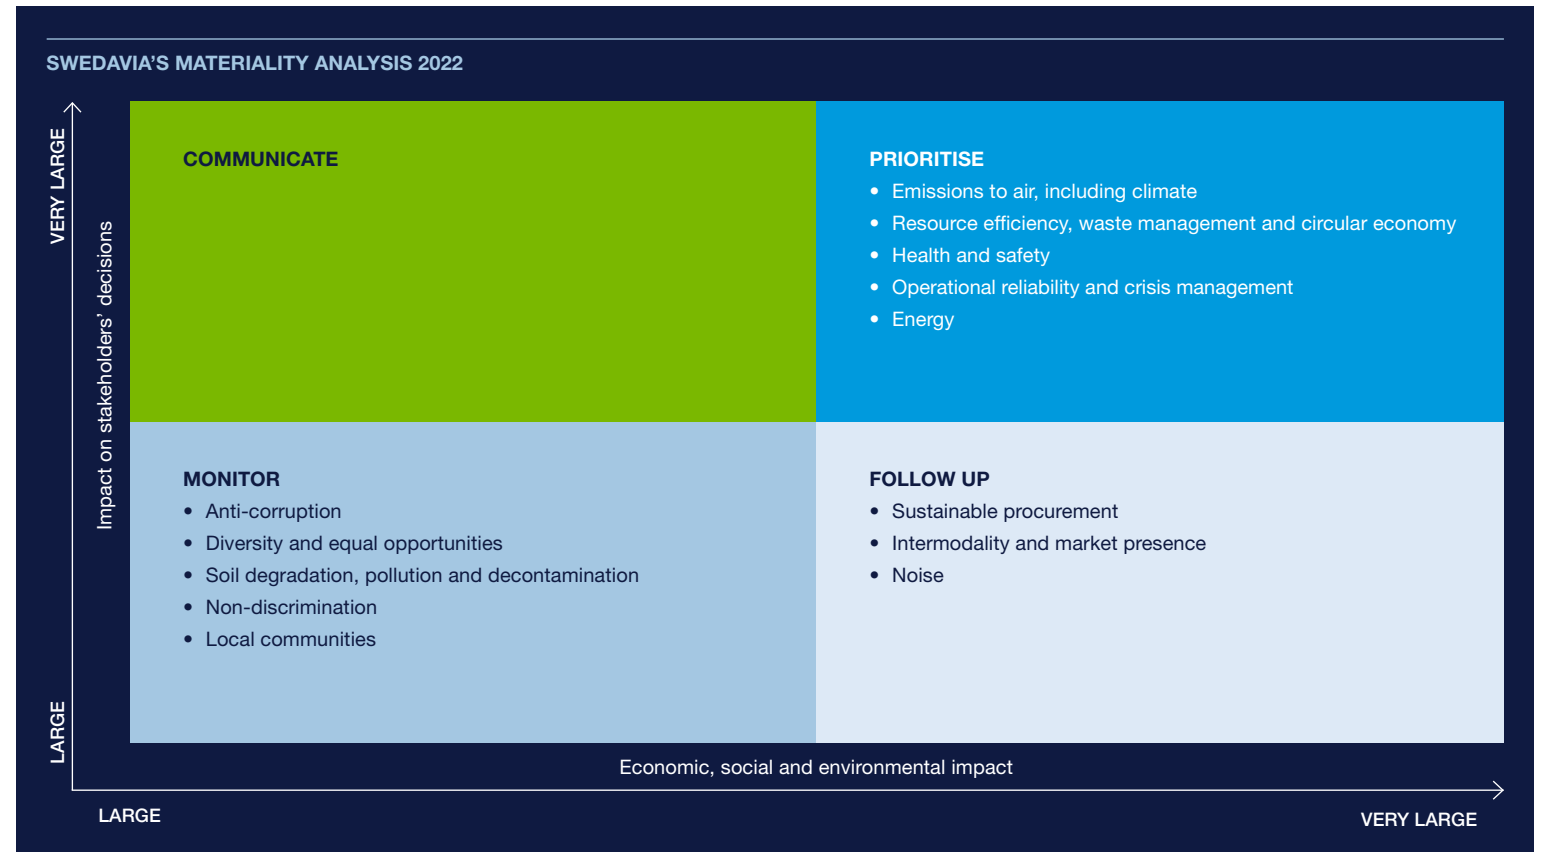 SWEDAVIA’S MATERIALITY ANALYSIS 2022
VERY LARGE
Impact on stakeholders’ decisions
LARGE
COMMUNICATE
PRIORITISE
• Emissions to air, including climate
• Resource efficiency, waste management and circular economy
• Health and safety
• Operational reliability and crisis management
• Energy
MONITOR
• Anti-corruption
• Diversity and equal opportunities
• Soil degradation, pollution and decontamination
• Non-discrimination
• Local communities
FOLLOW UP
• Sustainable procurement
• Intermodality and market presence
• Noise
Economic, social and environmental impact
LARGE
VERY LARGE